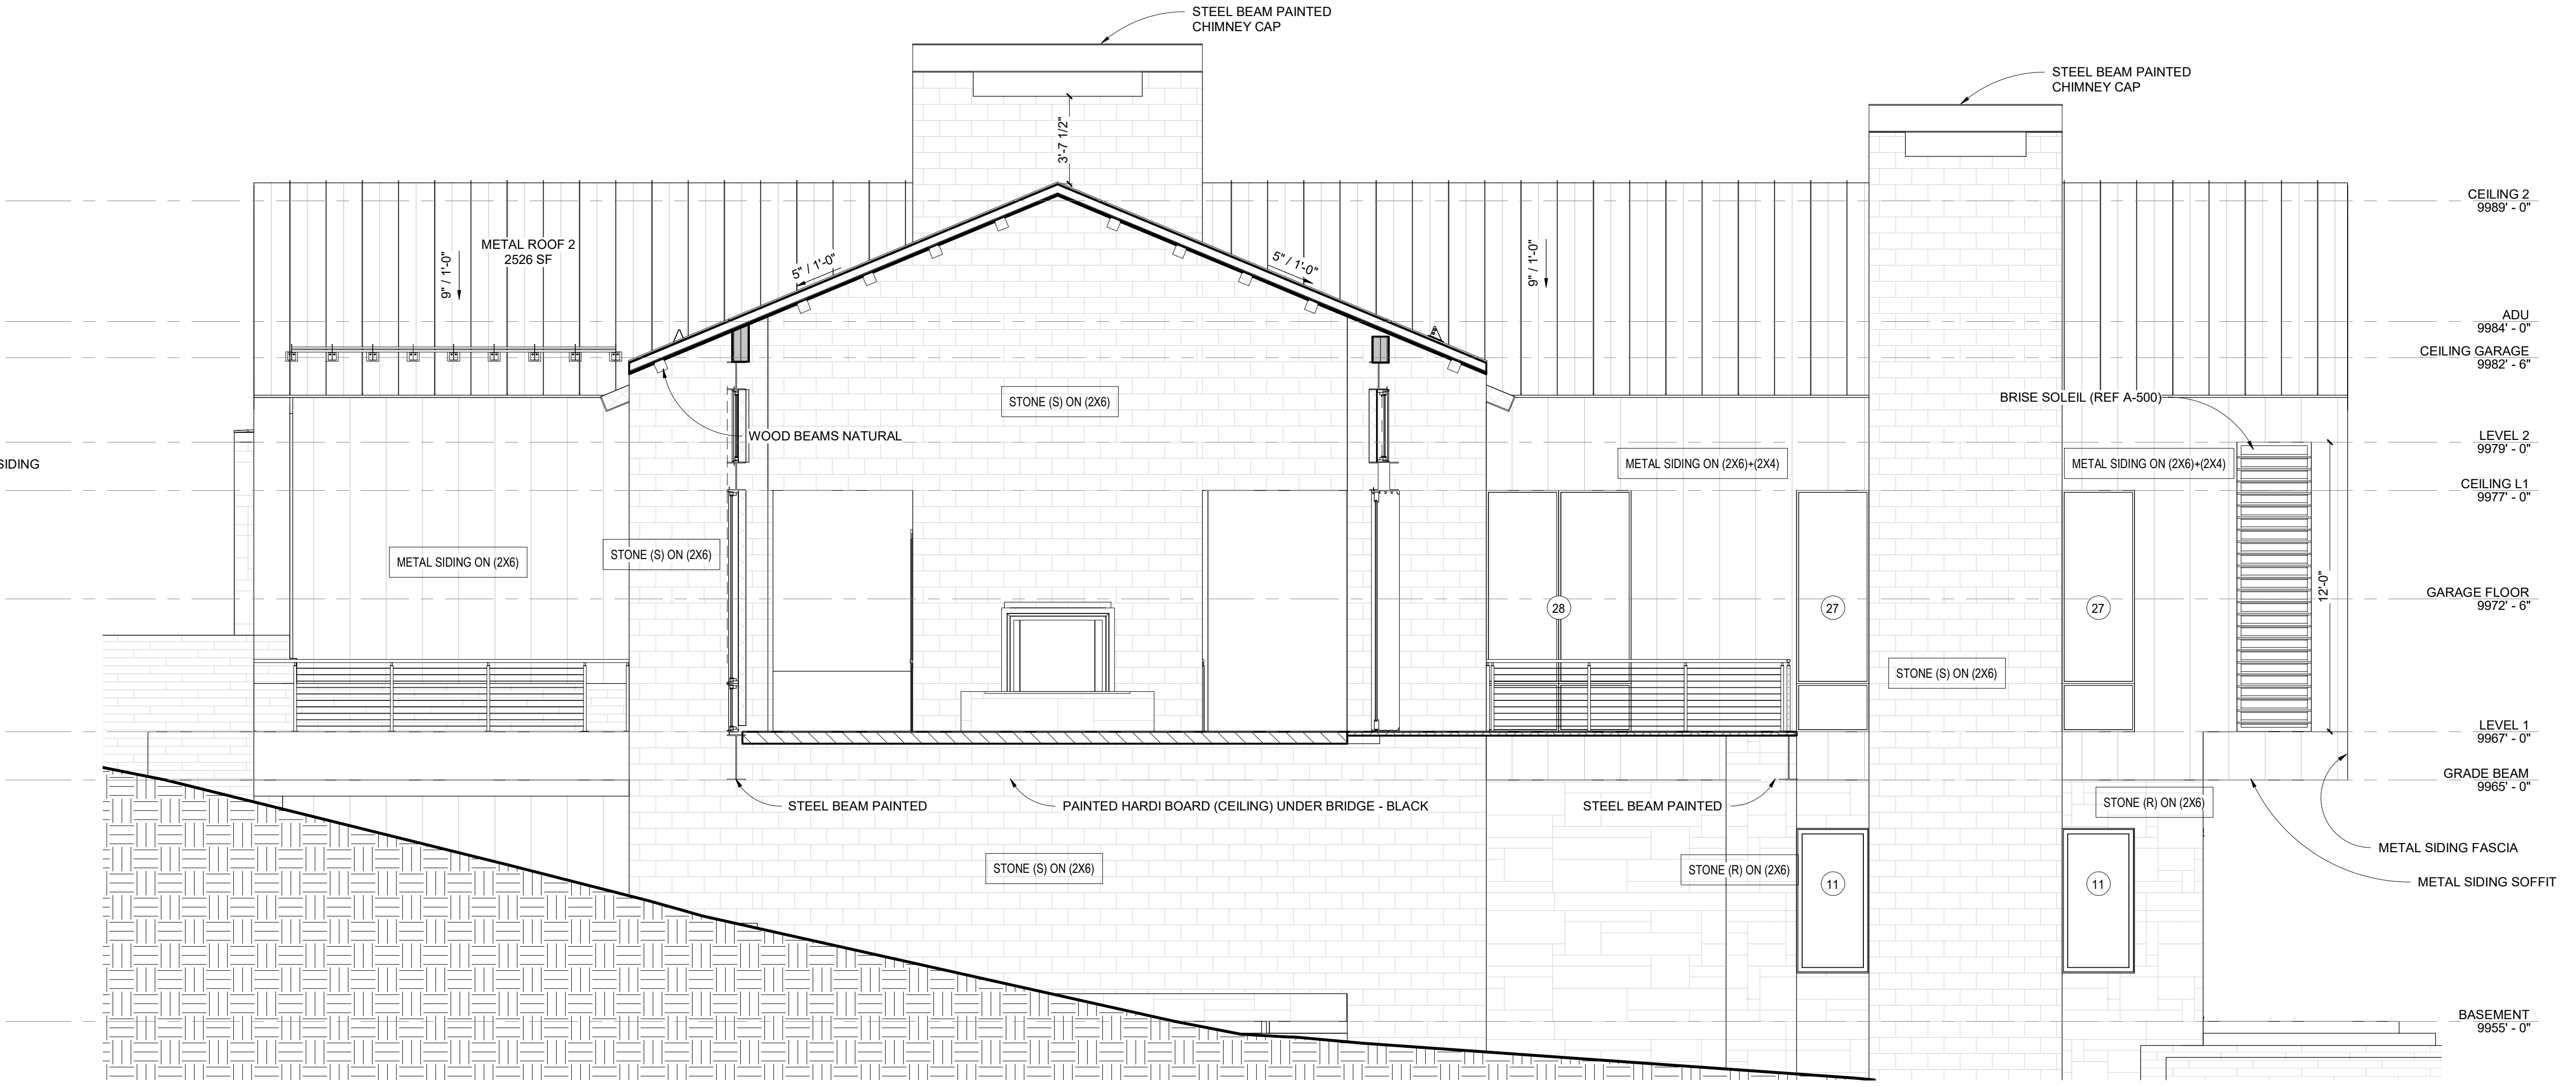 STEEL BEAM PAINTED
CHIMNEY CAP
STEEL BEAM PAINTED
CHIMNEY CAP
3'-7 1/2"
CEILING 2
9989' - 0"
METAL ROOF 2
2526 SF
9" / 1'-0"
5" / 1'-0"
5" / 1'-0"
9" / 1'-0"
ADU
9984' - 0"
CEILING GARAGE
9982' - 6"
BRISE SOLEIL (REF A-500)
STONE (S) ON (2X6)
WOOD BEAMS NATURAL
LEVEL 2
9979' - 0"
SIDING
METAL SIDING ON (2X6)+(2X4)
METAL SIDING ON (2X6)+(2X4)
CEILING L1
9977' - 0"
STONE (S) ON (2X6)
METAL SIDING ON (2X6)
12'-0"
GARAGE FLOOR
9972' - 6"
28
27
27
STONE (S) ON (2X6)
LEVEL 1
9967' - 0"
GRADE BEAM
9965' - 0"
STEEL BEAM PAINTED
PAINTED HARDI BOARD (CEILING) UNDER BRIDGE - BLACK
STEEL BEAM PAINTED
STONE (R) ON (2X6)
METAL SIDING FASCIA
STONE (S) ON (2X6)
STONE (R) ON (2X6)
11
11
METAL SIDING SOFFIT
BASEMENT
9955' - 0"